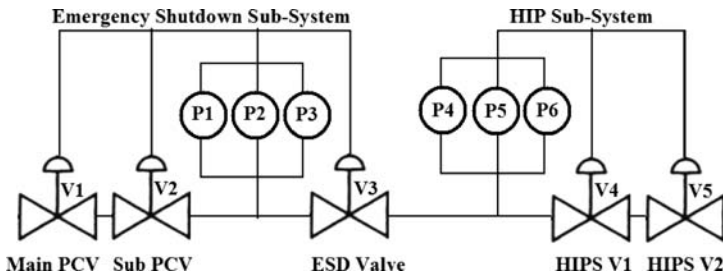 Emergency Shutdown Sub-System HIP Sub-System
P1 P2 P3 P4 P5 P6
V1 V2 V3 V4 V5
Main PCV Sub PCV ESD Valve HIPS V1 HIPS V2